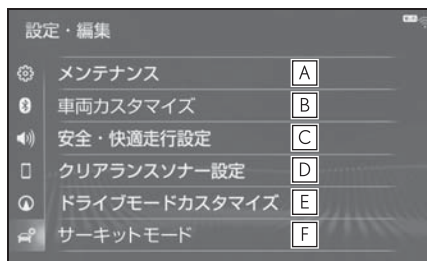 設定・編集
メンテナンス A
車両カスタマイズ B
安全・快適走行設定 C
クリアランスソナー設定 D
ドライブモードカスタマイズ E
サーキットモード F